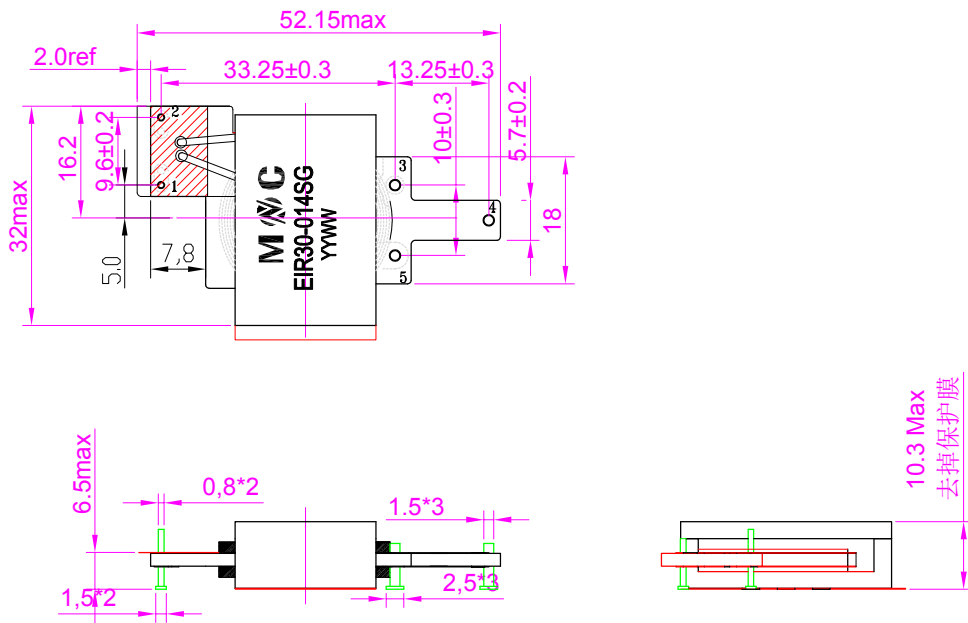 52.15max
2.0ref
33.25±0.3
13.25±0.3
32max
16.2
9.6±0.2
5,0
7,8
2
1
10±0.3
5.7±0.2
18
3
4
5
EIR30-014SG
YYWW
6.5max
0,8*2
1,5*2
1.5*3
2,5*3
10.3 Max
去掉保护膜